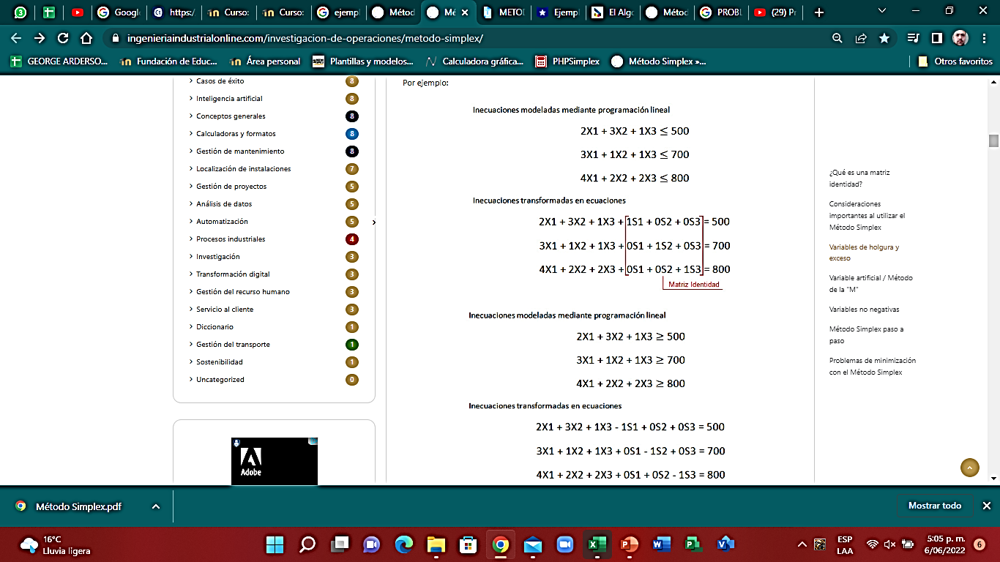 Googl
https:/
Curso:
Curso:
ejempl
Métod
Mé
METOI
Ejempl
El Algo
Métod
PROBL
(29) Pr
ingenieriaindustrialonline.com/investigacion-de-operaciones/metodo-simplex/
GEORGE ARDERSO...
Fundación de Educ...
Área personal
Plantillas y modelos...
Calculadora gráfica...
PHPSimplex
Método Simplex »...
Otros favoritos
Casos de éxito 8
Inteligencia artificial 8
Conceptos generales 8
Calculadoras y formatos 8
Gestión de mantenimiento 8
Localización de instalaciones 7
Gestión de proyectos 5
Análisis de datos 5
Automatización 5
Procesos industriales 4
Investigación 3
Transformación digital 3
Gestión del recurso humano 3
Servicio al cliente 3
Diccionario 1
Gestión del transporte 1
Sostenibilidad 1
Uncategorized 0
Adobe
Por ejemplo:
Inecuaciones modeladas mediante programación lineal
2X1 + 3X2 + 1X3 ≤ 500
3X1 + 1X2 + 1X3 ≤ 700
4X1 + 2X2 + 2X3 ≤ 800
Inecuaciones transformadas en ecuaciones
2X1 + 3X2 + 1X3 + 1S1 + 0S2 + 0S3 = 500
3X1 + 1X2 + 1X3 + 0S1 + 1S2 + 0S3 = 700
4X1 + 2X2 + 2X3 + 0S1 + 0S2 + 1S3 = 800
Matriz Identidad
Inecuaciones modeladas mediante programación lineal
2X1 + 3X2 + 1X3 ≥ 500
3X1 + 1X2 + 1X3 ≥ 700
4X1 + 2X2 + 2X3 ≥ 800
Inecuaciones transformadas en ecuaciones
2X1 + 3X2 + 1X3 - 1S1 + 0S2 + 0S3 = 500
3X1 + 1X2 + 1X3 + 0S1 - 1S2 + 0S3 = 700
4X1 + 2X2 + 2X3 + 0S1 + 0S2 - 1S3 = 800
¿Qué es una matriz
identidad?
Consideraciones
importantes al utilizar el
Método Simplex
Variables de holgura y
exceso
Variable artificial / Método
de la "M"
Variables no negativas
Método Simplex paso a
paso
Problemas de minimización
con el Método Simplex
Método Simplex.pdf
Mostrar todo
16°C
Lluvia ligera
ESP
LAA
5:05 p. m.
6/06/2022
6